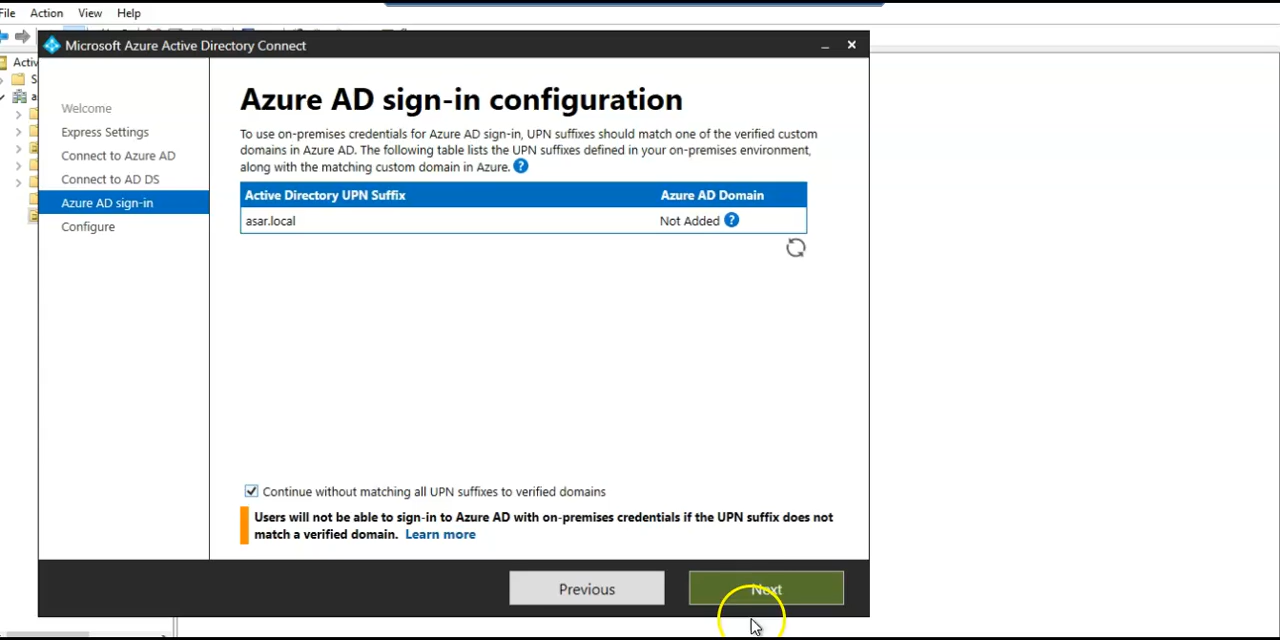 File Action View Help
Activ
S
a
Microsoft Azure Active Directory Connect
Welcome
Express Settings
Connect to Azure AD
Connect to AD DS
Azure AD sign-in
Configure
Azure AD sign-in configuration
To use on-premises credentials for Azure AD sign-in, UPN suffixes should match one of the verified custom
domains in Azure AD. The following table lists the UPN suffixes defined in your on-premises environment,
along with the matching custom domain in Azure. ?
Active Directory UPN Suffix Azure AD Domain
asar.local Not Added ?
Continue without matching all UPN suffixes to verified domains
Users will not be able to sign-in to Azure AD with on-premises credentials if the UPN suffix does not
match a verified domain. Learn more
Previous Next